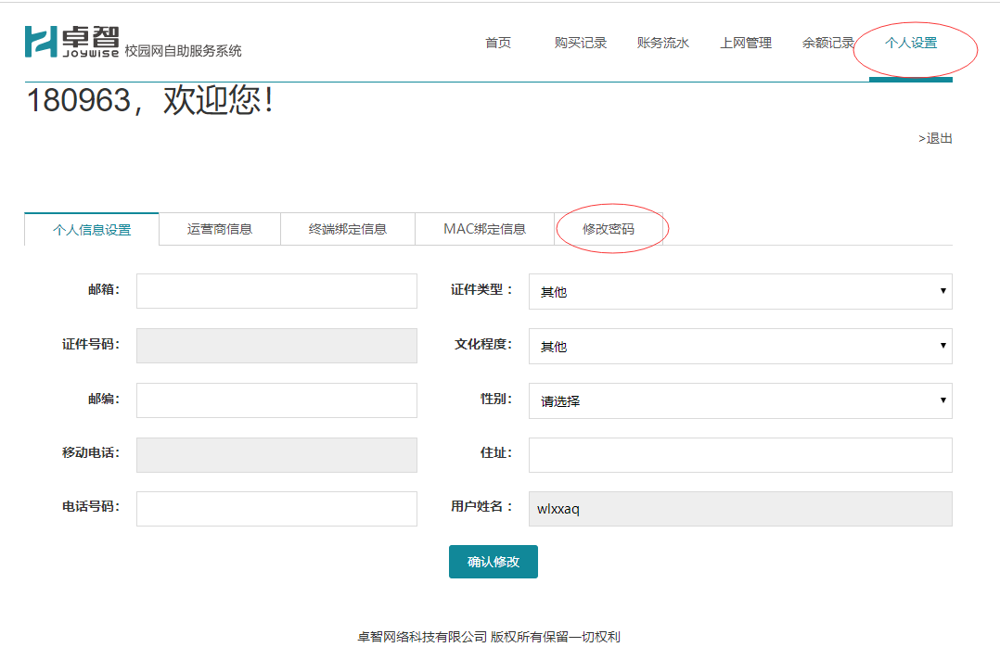 卓智 Joywise 校园网自助服务系统
首页 购买记录 账务流水 上网管理 余额记录 个人设置
180963，欢迎您！
>退出
个人信息设置 运营商信息 终端绑定信息 MAC绑定信息 修改密码
邮箱： 证件类型： 其他
证件号码： 文化程度： 其他
邮编： 性别： 请选择
移动电话： 住址：
电话号码： 用户姓名： wlxxaq
确认修改
卓智网络科技有限公司 版权所有保留一切权利